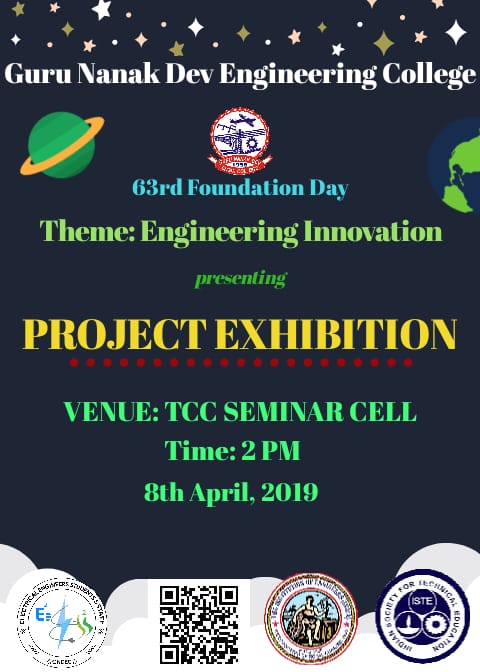 Guru Nanak Dev Engineering College
63rd Foundation Day
Theme: Engineering Innovation
presenting
PROJECT EXHIBITION
VENUE: TCC SEMINAR CELL
Time: 2 PM
8th April, 2019
ISTE
INDIAN SOCIETY FOR TECHNICAL EDUCATION